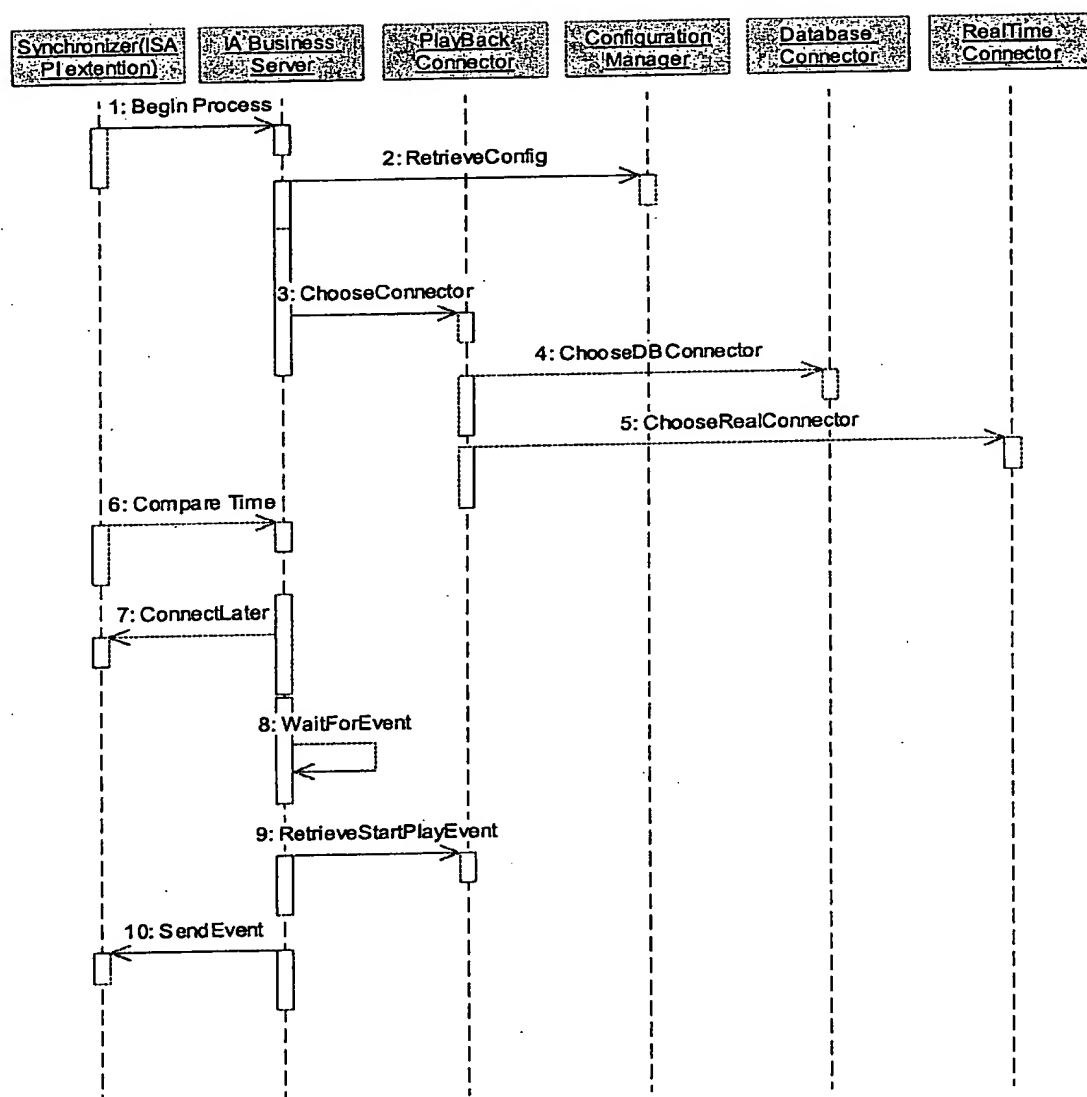 Synchronizer(ISA
PI extention)
IA Business
Server
PlayBack
Connector
Configuration
Manager
Database
Connector
RealTime
Connector
1: Begin Process
2: RetrieveConfig
3: ChooseConnector
4: ChooseDBConnector
5: ChooseRealConnector
6: Compare Time
7: ConnectLater
8: WaitForEvent
9: RetrieveStartPlayEvent
10: SendEvent